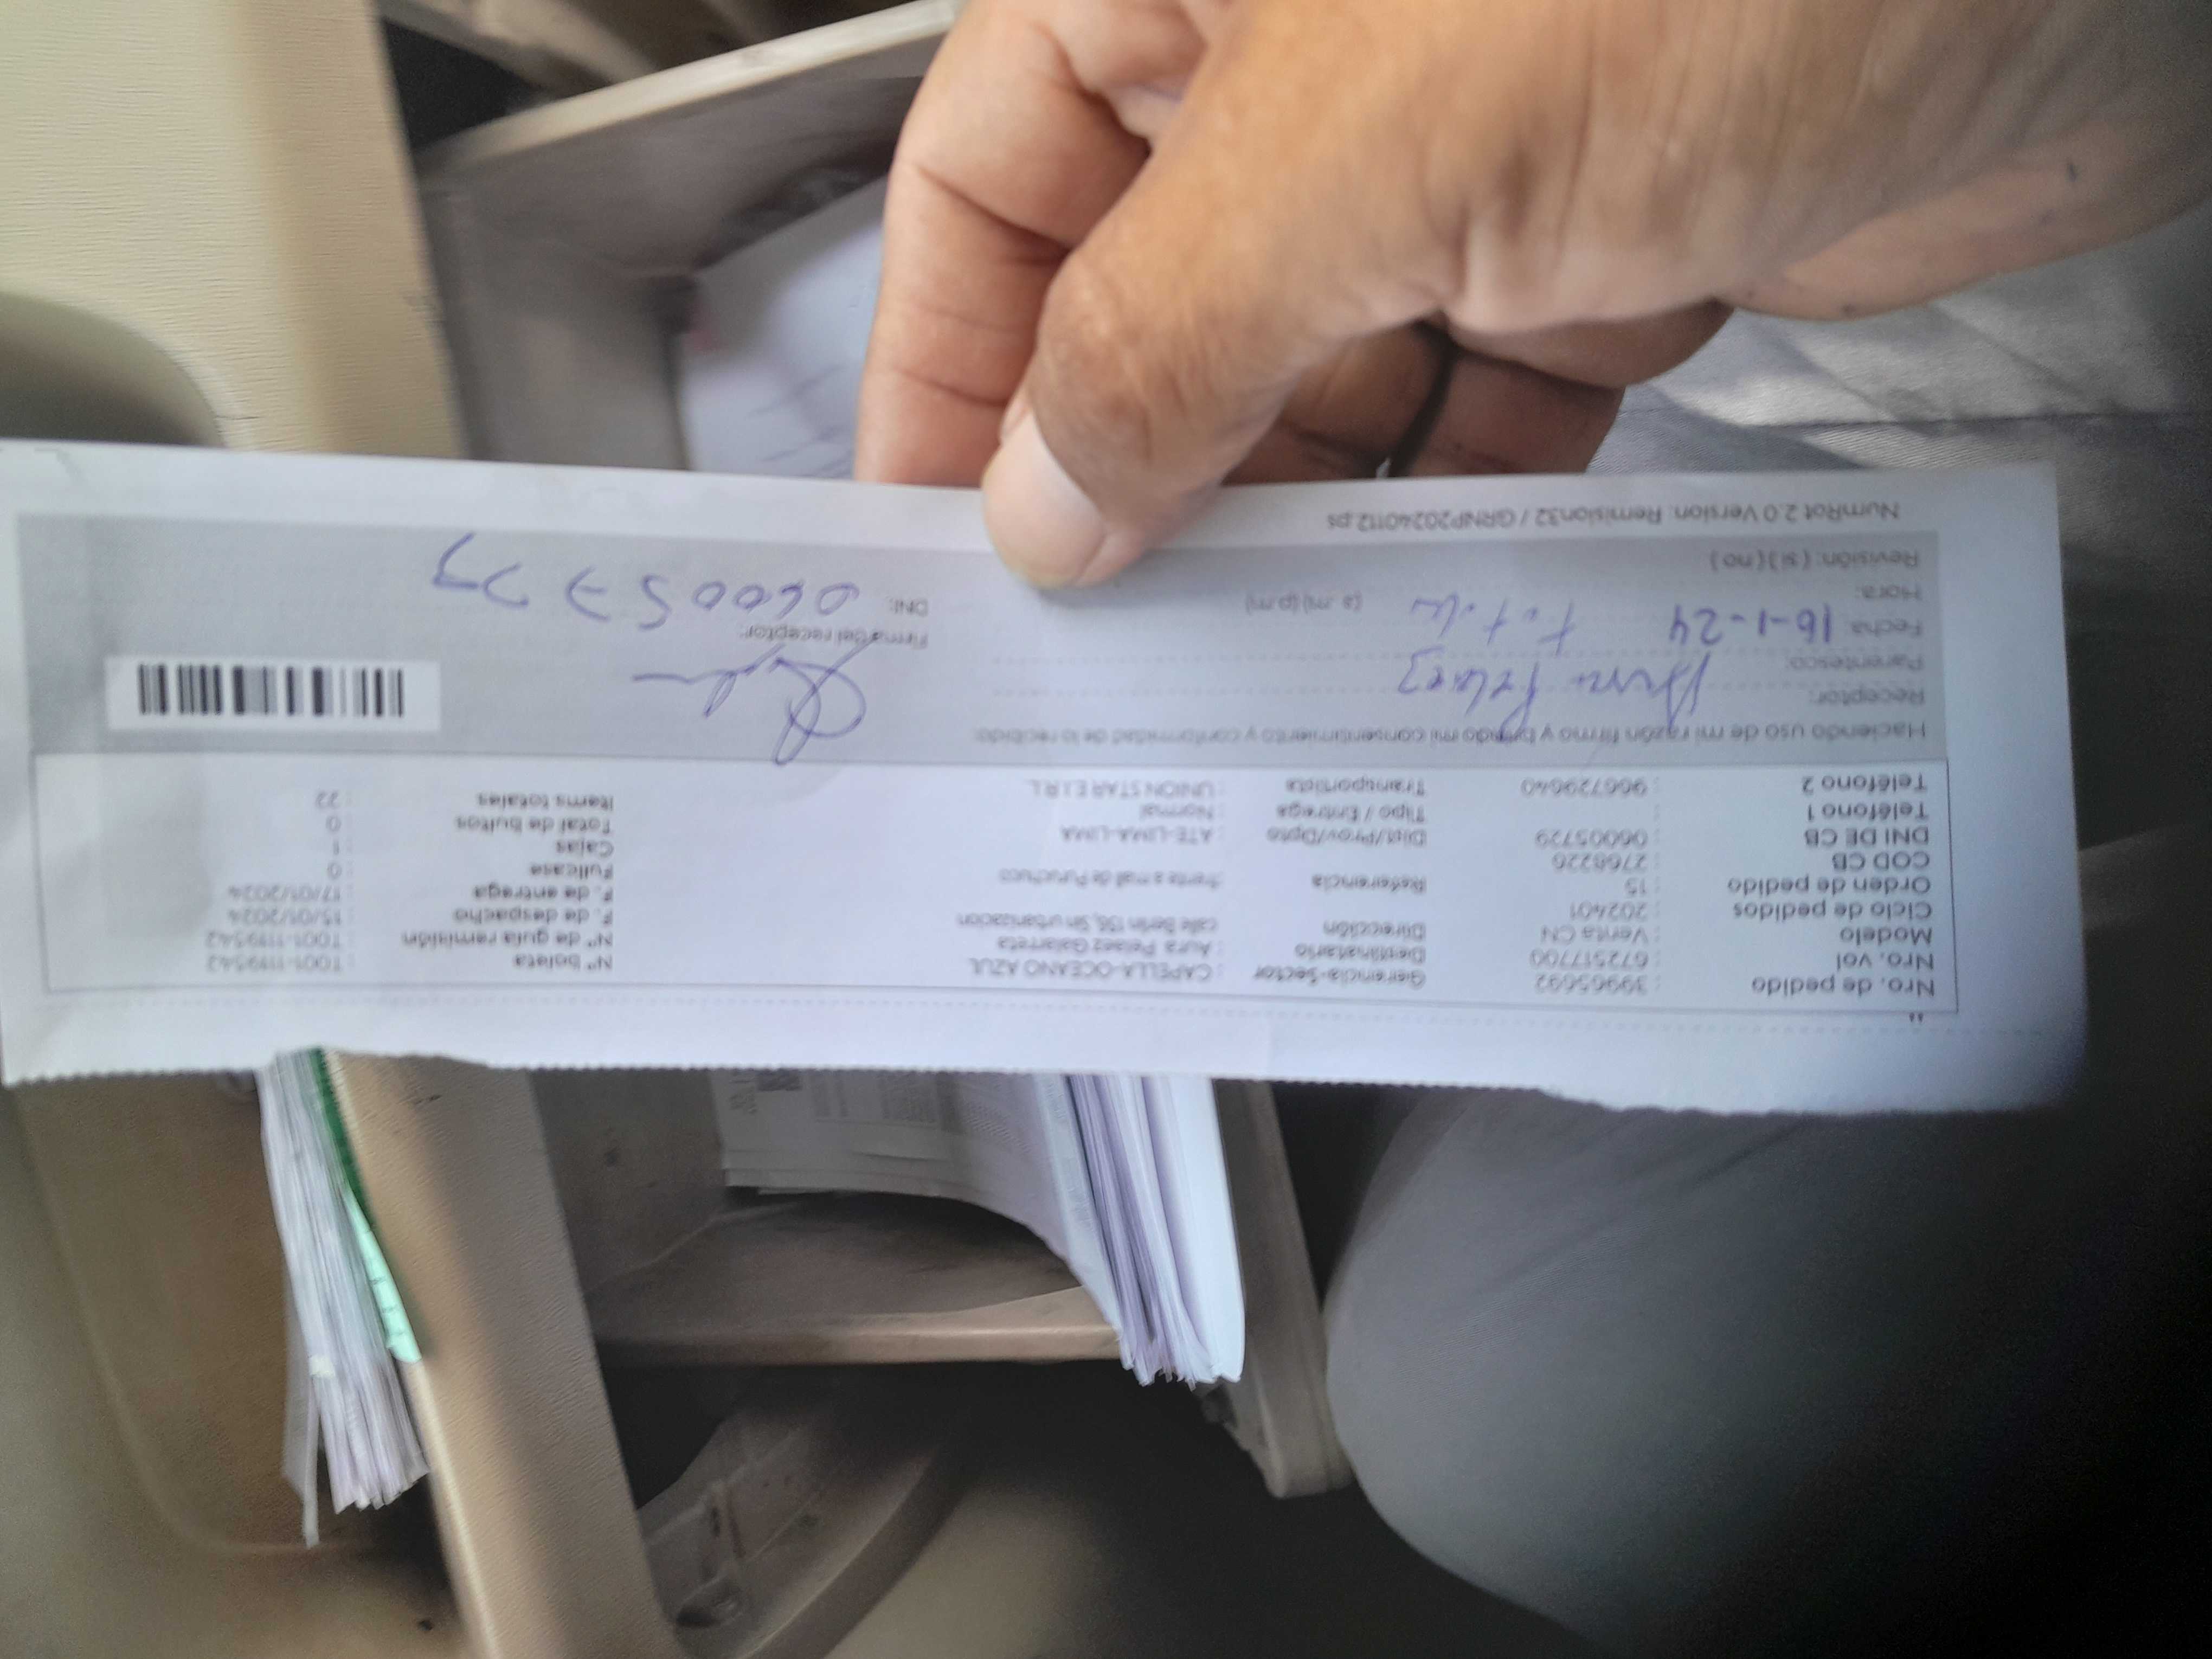 Nro. de pedido : 39965692 Gerencia-Sector : CAPELLA-OCEANO AZUL Nº boleta : T001-1119542
Nro. vol : 672517700 Destinatario : Aura Pelaez Galarreta Nº de guía remisión : T001-1119542
Modelo : Venta CN Dirección calle Berlin 156, Sin urbanizacion F. de despacho : 15/01/2024
Ciclo de pedidos : 202401 F. de entrega : 17/01/2024
Orden de pedido : 15 Referencia : frente a mall de Puruchuco Fullcase : 0
COD CB : 2768226 Cajas : 1
DNI DE CB : 06005729 Dist/Prov/Dpto : ATE-LIMA-LIMA Total de bultos : 0
Teléfono 1 : Tipo / Entrega : Normal Items totales : 22
Teléfono 2 : 966729640 Transportista : UNION STAR E.I.R.L
Haciendo uso de mi razón firmo y brindo mi consentimiento y conformidad de lo recibido:
Receptor: Aura Pelaez
Parentesco:
Fecha: 16-1-24 Firma del receptor:
Hora: (a.m) (p.m) DNI:
Revisión: ( si ) ( no )
NumRot 2.0 Version: Remision32 / GRNP20240112.ps